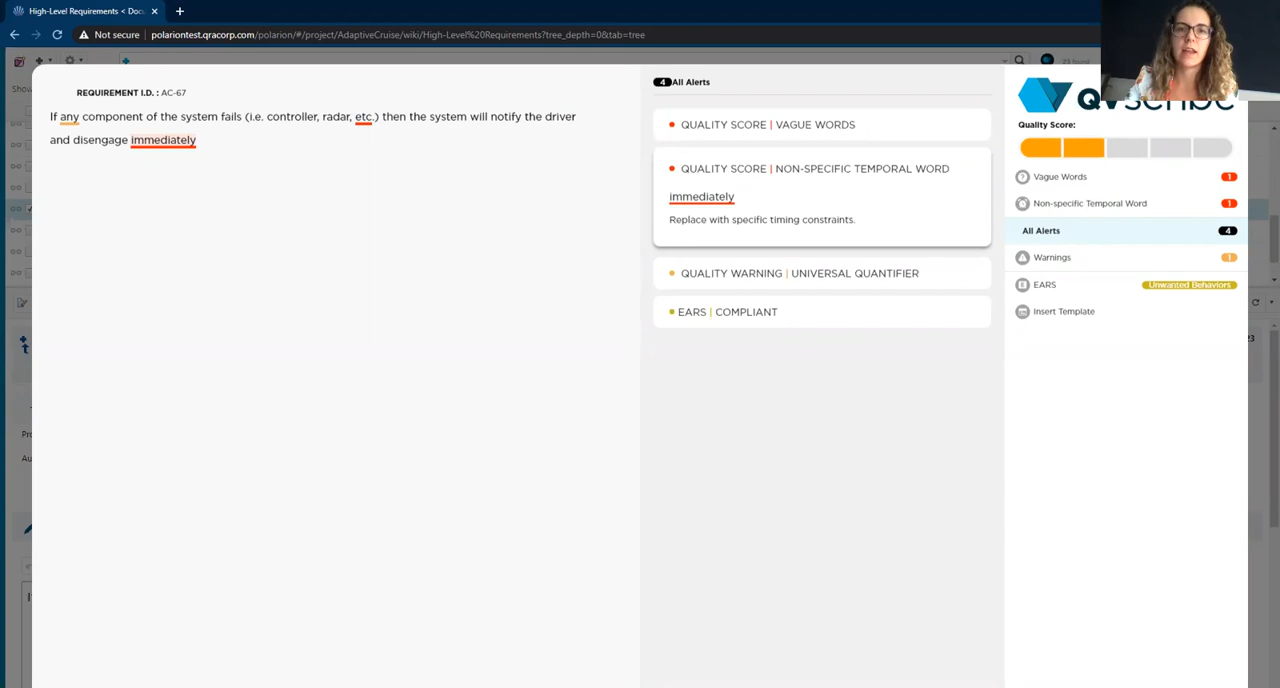 High-Level Requirements < Doc
Not secure | polariontest.qracorp.com/polarion/#/project/AdaptiveCruise/wiki/High-Level%20Requirements?tree_depth=0&tab=tree
REQUIREMENT I.D. : AC-67
If any component of the system fails (i.e. controller, radar, etc.) then the system will notify the driver
and disengage immediately
4 All Alerts
QUALITY SCORE | VAGUE WORDS
QUALITY SCORE | NON-SPECIFIC TEMPORAL WORD
immediately
Replace with specific timing constraints.
QUALITY WARNING | UNIVERSAL QUANTIFIER
EARS | COMPLIANT
QVscribe
Quality Score:
Vague Words 1
Non-specific Temporal Word 1
All Alerts 4
Warnings 1
EARS Unwanted Behaviors
Insert Template